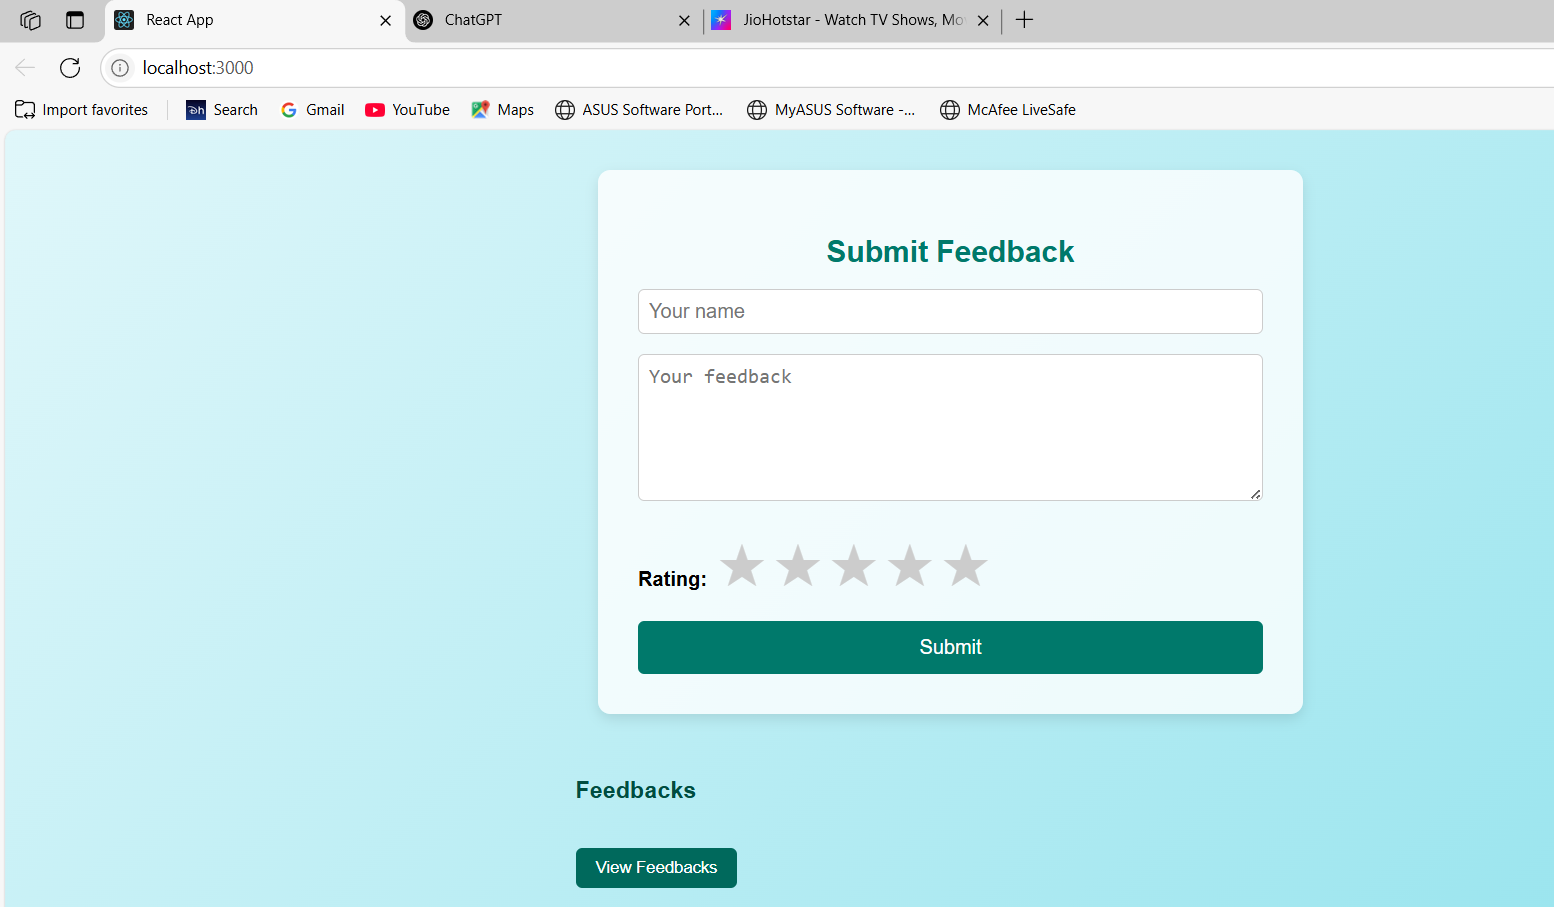 React App
ChatGPT
JioHotstar - Watch TV Shows, Mo
localhost:3000
Import favorites
Search
Gmail
YouTube
Maps
ASUS Software Port...
MyASUS Software -...
McAfee LiveSafe
Submit Feedback
Your name
Your feedback
Rating:
Submit
Feedbacks
View Feedbacks